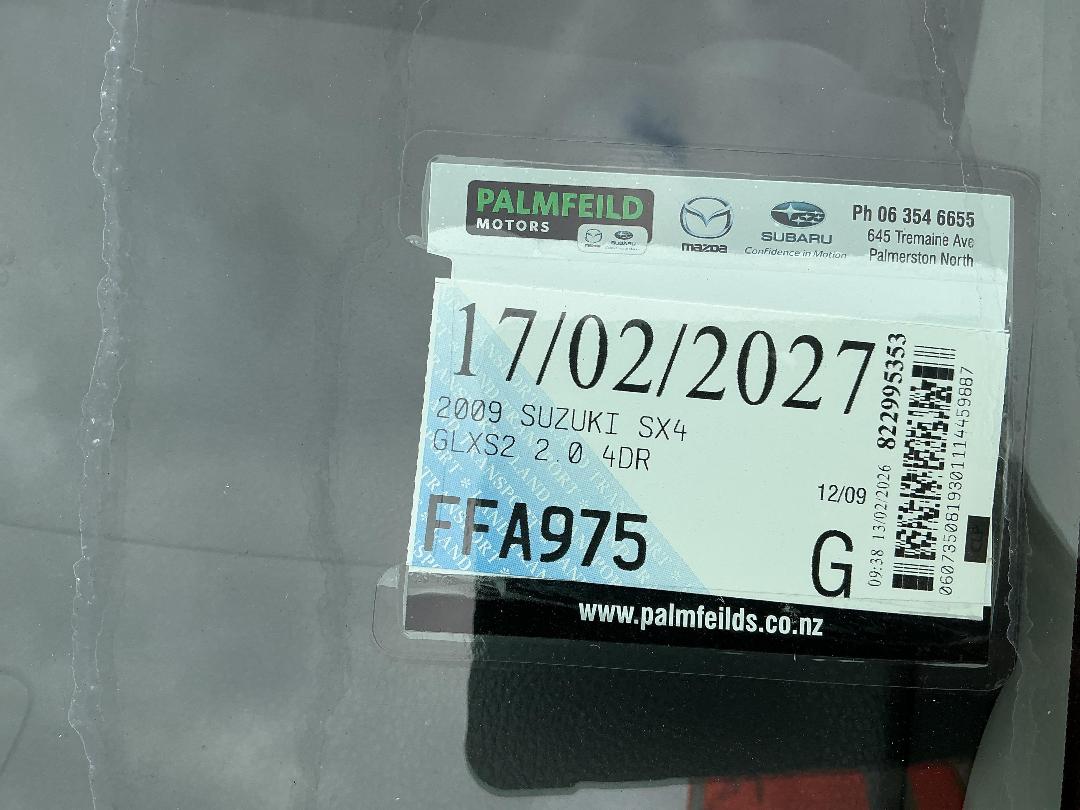 PALMFEILD
MOTORS
mazda
SUBARU
SUBARU
Confidence in Motion
Ph 06 354 6655
645 Tremaine Ave
Palmerston North
17/02/2027
2009 SUZUKI SX4
GLXS2 2.0 4DR
FFA975
12/09
G
09:38 13/02/2026 822995353
0607350819301114459887
www.palmfeilds.co.nz